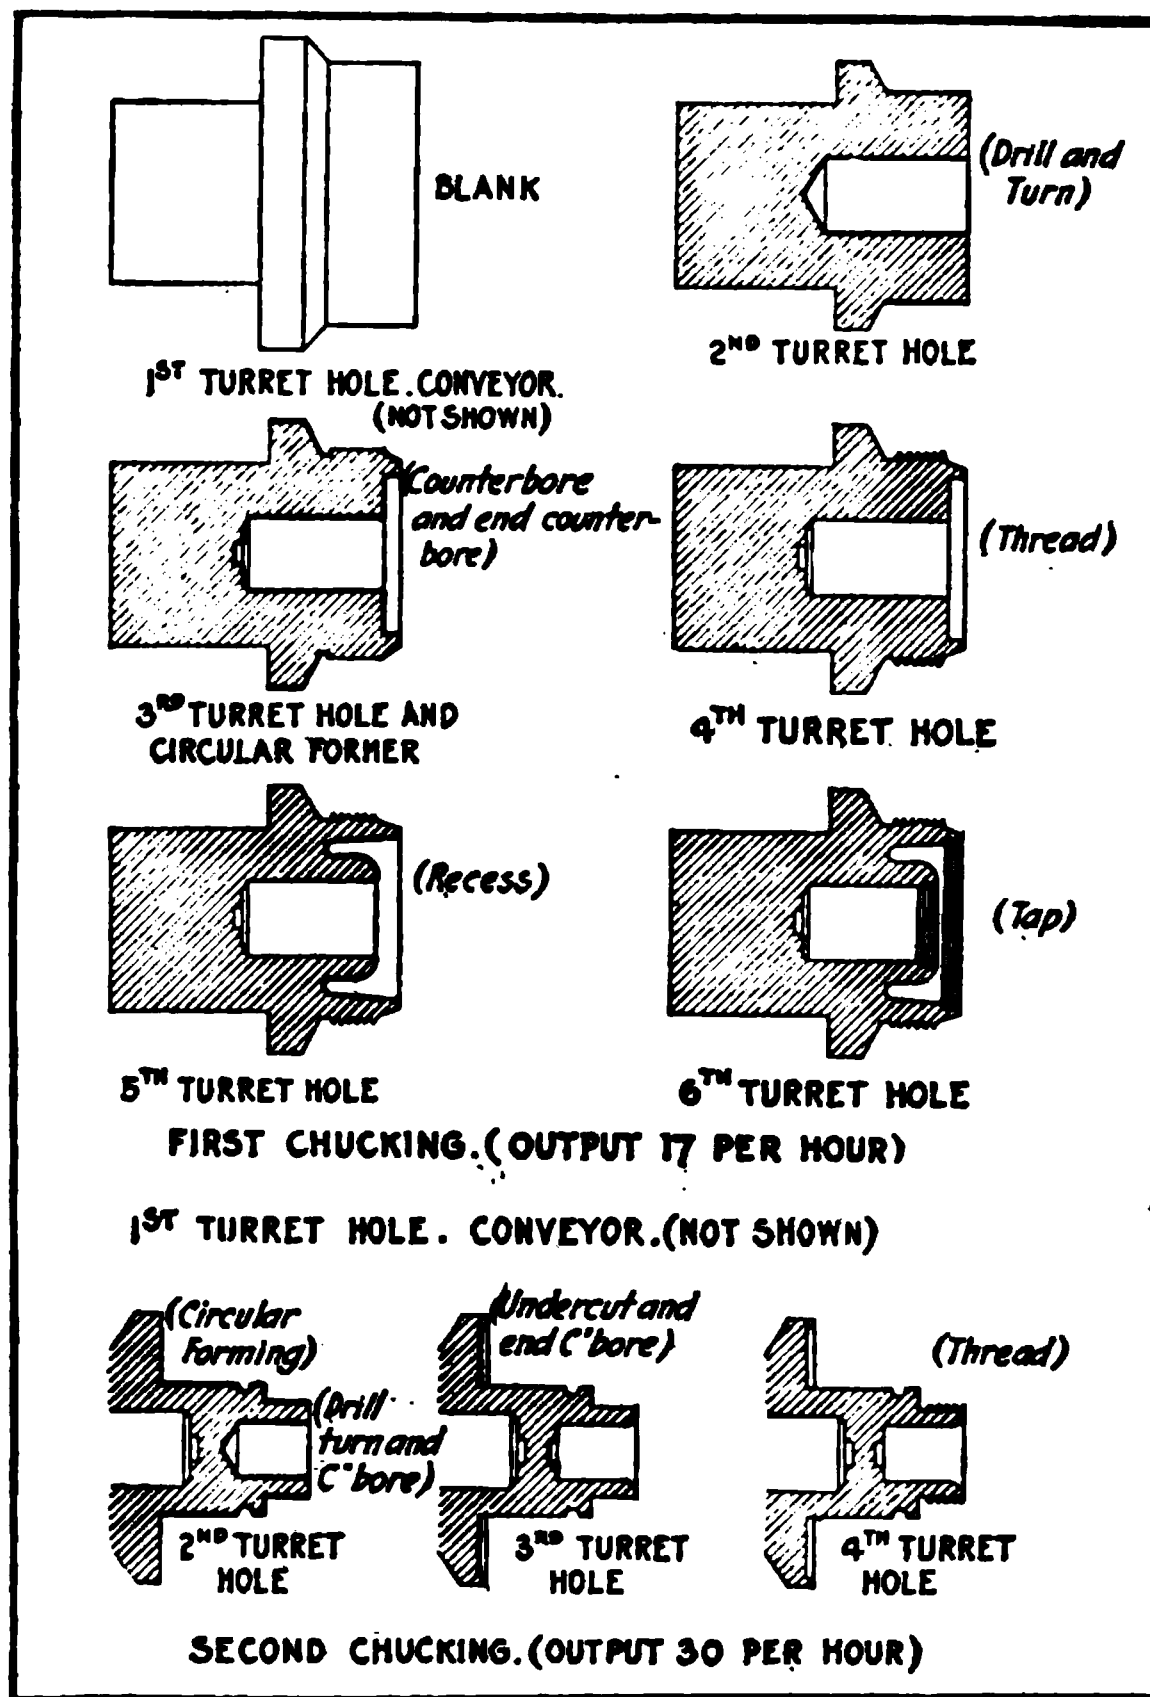 BLANK
(Drill and
Turn)
1ST TURRET HOLE. CONVEYOR.
(NOT SHOWN)
2ND TURRET HOLE
(Counterbore
and end counter-
bore)
(Thread)
3RD TURRET HOLE AND
CIRCULAR FORMER
4TH TURRET HOLE
(Recess)
(Tap)
5TH TURRET HOLE
6TH TURRET HOLE
FIRST CHUCKING. (OUTPUT 17 PER HOUR)
1ST TURRET HOLE. CONVEYOR. (NOT SHOWN)
(Circular
Forming)
(Drill
turn and
C'bore)
2ND TURRET
HOLE
(Undercut and
end C'bore)
3RD TURRET
HOLE
(Thread)
4TH TURRET
HOLE
SECOND CHUCKING. (OUTPUT 30 PER HOUR)